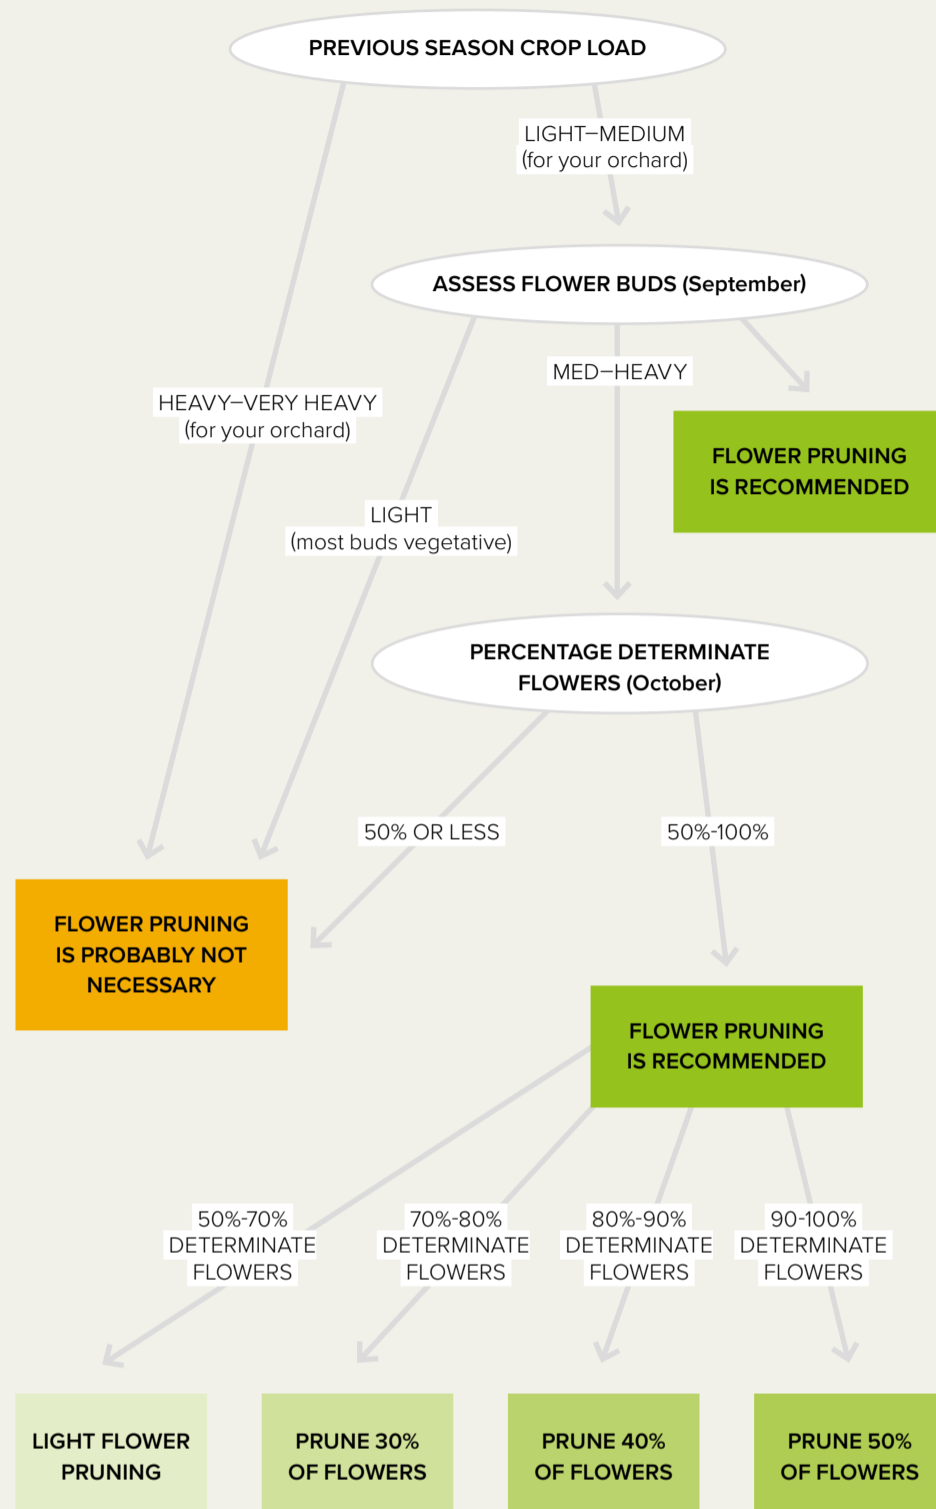 PREVIOUS SEASON CROP LOAD
LIGHT–MEDIUM
(for your orchard)
ASSESS FLOWER BUDS (September)
MED–HEAVY
HEAVY–VERY HEAVY
(for your orchard)
FLOWER PRUNING
IS RECOMMENDED
LIGHT
(most buds vegetative)
PERCENTAGE DETERMINATE
FLOWERS (October)
50% OR LESS
50%-100%
FLOWER PRUNING
IS PROBABLY NOT
NECESSARY
FLOWER PRUNING
IS RECOMMENDED
50%-70%
DETERMINATE
FLOWERS
70%-80%
DETERMINATE
FLOWERS
80%-90%
DETERMINATE
FLOWERS
90-100%
DETERMINATE
FLOWERS
LIGHT FLOWER
PRUNING
PRUNE 30%
OF FLOWERS
PRUNE 40%
OF FLOWERS
PRUNE 50%
OF FLOWERS